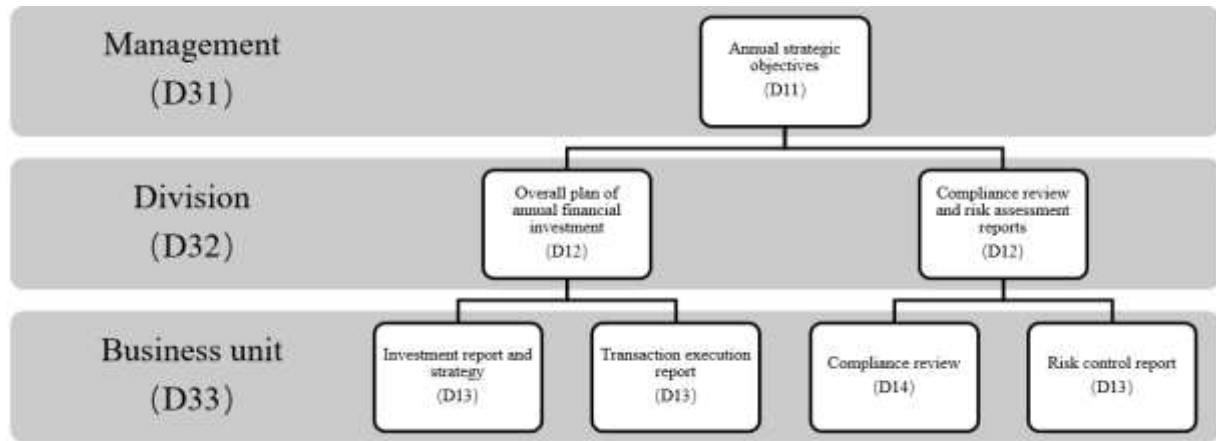 Management
(D31)
Annual strategic
objectives
(D11)
Division
(D32)
Overall plan of
annual financial
investment
(D12)
Compliance review
and risk assessment
reports
(D12)
Business unit
(D33)
Investment report and
strategy
(D13)
Transaction execution
report
(D13)
Compliance review
(D14)
Risk control report
(D13)